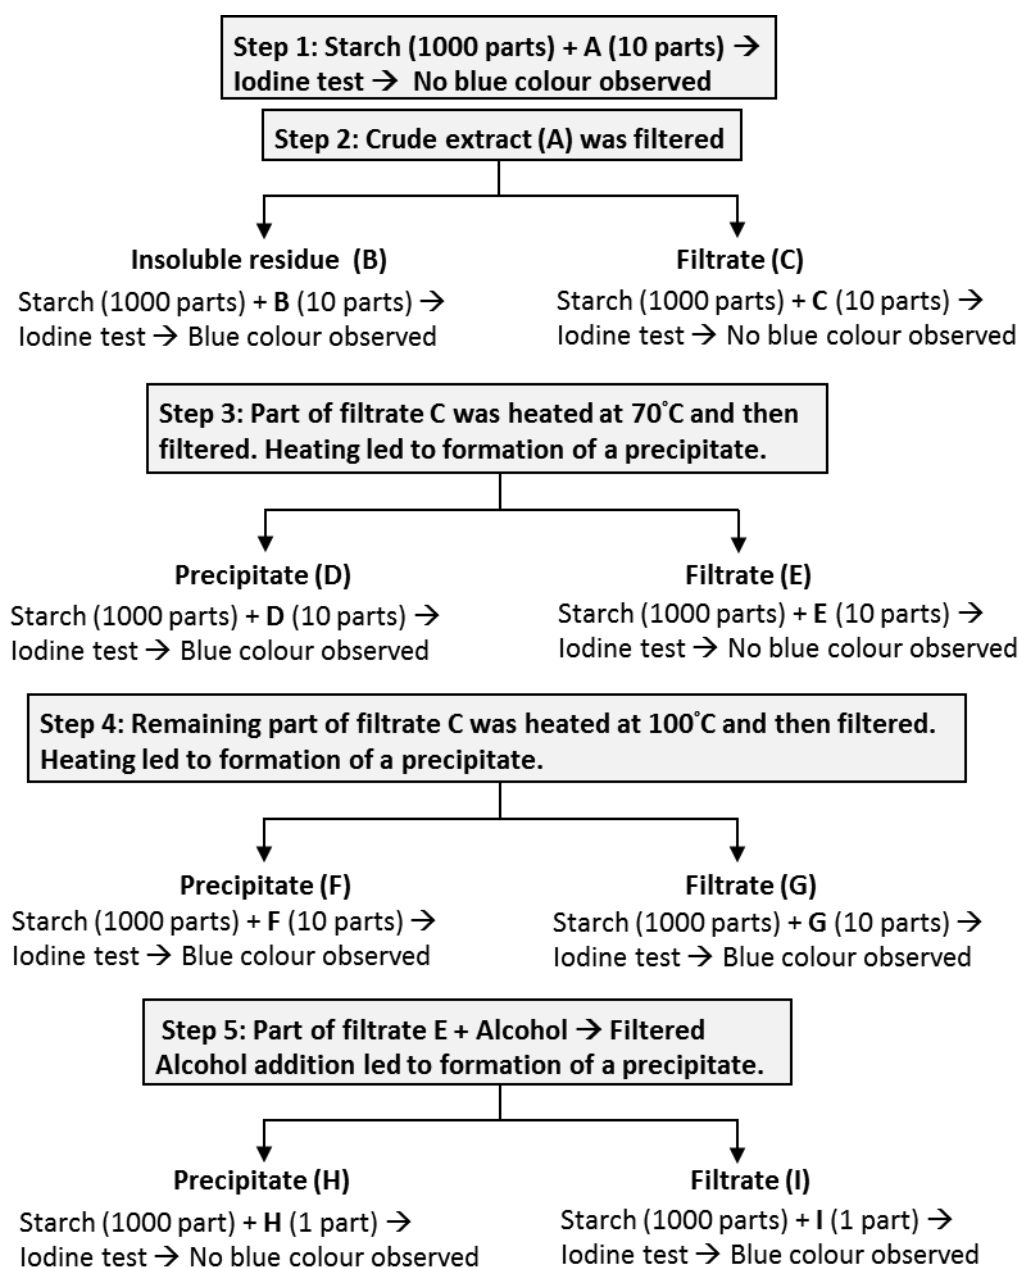 Step 1: Starch (1000 parts) + A (10 parts) →
Iodine test → No blue colour observed
Step 2: Crude extract (A) was filtered
Insoluble residue (B)
Starch (1000 parts) + B (10 parts) →
Iodine test → Blue colour observed
Filtrate (C)
Starch (1000 parts) + C (10 parts) →
Iodine test → No blue colour observed
Step 3: Part of filtrate C was heated at 70°C and then
filtered. Heating led to formation of a precipitate.
Precipitate (D)
Starch (1000 parts) + D (10 parts) →
Iodine test → Blue colour observed
Filtrate (E)
Starch (1000 parts) + E (10 parts) →
Iodine test → No blue colour observed
Step 4: Remaining part of filtrate C was heated at 100°C and then filtered.
Heating led to formation of a precipitate.
Precipitate (F)
Starch (1000 parts) + F (10 parts) →
Iodine test → Blue colour observed
Filtrate (G)
Starch (1000 parts) + G (10 parts) →
Iodine test → Blue colour observed
Step 5: Part of filtrate E + Alcohol → Filtered
Alcohol addition led to formation of a precipitate.
Precipitate (H)
Starch (1000 part) + H (1 part) →
Iodine test → No blue colour observed
Filtrate (I)
Starch (1000 parts) + I (1 part) →
Iodine test → Blue colour observed